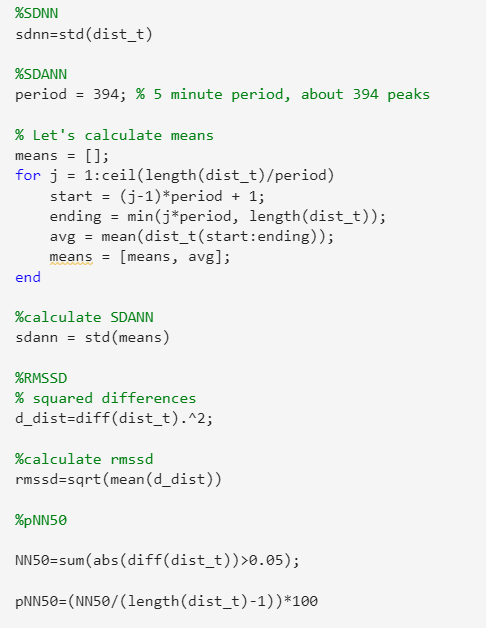 %SDNN
sdnn=std(dist_t)
%SDANN
period = 394; % 5 minute period, about 394 peaks
% Let's calculate means
means = [];
for j = 1:ceil(length(dist_t)/period)
    start = (j-1)*period + 1;
    ending = min(j*period, length(dist_t));
    avg = mean(dist_t(start:ending));
    means = [means, avg];
end
%calculate SDANN
sdann = std(means)
%RMSSD
% squared differences
d_dist=diff(dist_t).^2;
%calculate rmssd
rmssd=sqrt(mean(d_dist))
%pNN50
NN50=sum(abs(diff(dist_t))>0.05);
pNN50=(NN50/(length(dist_t)-1))*100